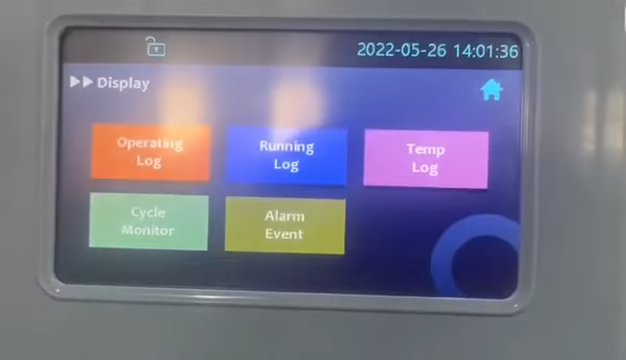 2022-05-26 14:01:36
Display
Operating
Log
Running
Log
Temp
Log
Cycle
Monitor
Alarm
Event